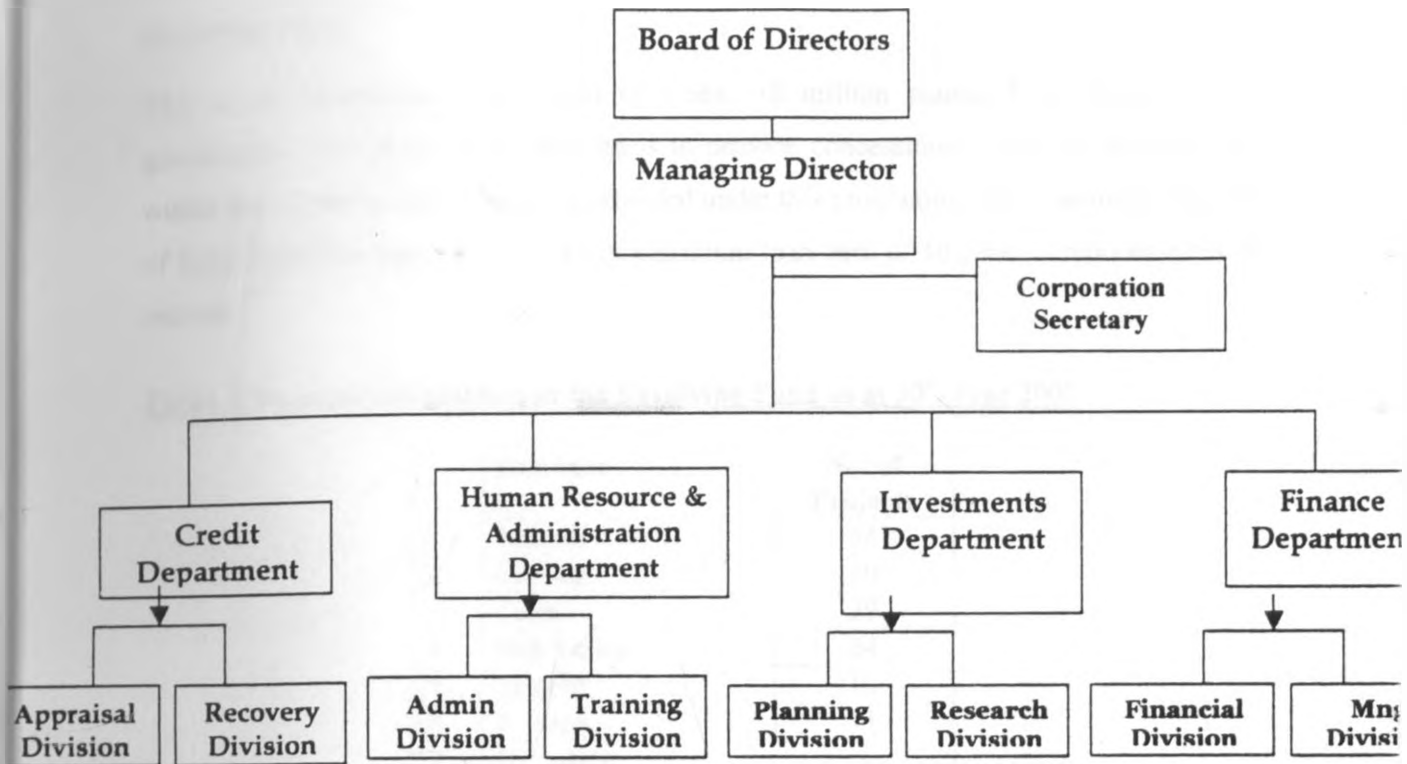 Board of Directors
Managing Director
Corporation
Secretary
Credit
Department
Human Resource &
Administration
Department
Investments
Department
Finance
Departmen
Appraisal
Division
Recovery
Division
Admin
Division
Training
Division
Planning
Division
Research
Division
Financial
Division
Mng
Divisi